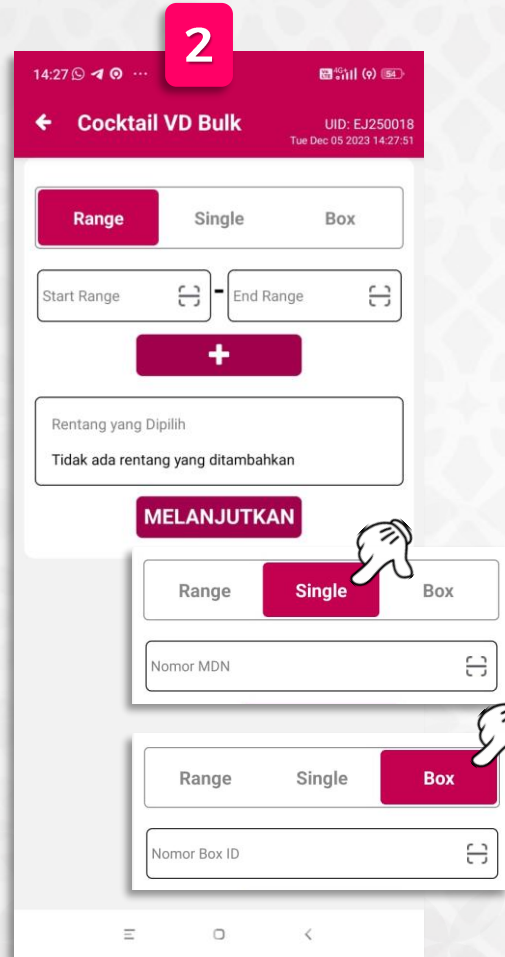 2
14:27
4G
54
Cocktail VD Bulk
UID: EJ250018
Tue Dec 05 2023 14:27:51
Range Single Box
Start Range - End Range
+
Rentang yang Dipilih
Tidak ada rentang yang ditambahkan
MELANJUTKAN
Range Single Box
Nomor MDN
Range Single Box
Nomor Box ID